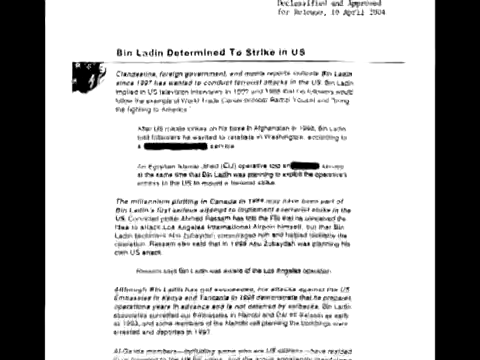 Declassified and Approved
for Release, 10 April 2004
Bin Ladin Determined To Strike in US
Clandestine, foreign government, and media reports indicate Bin Ladin
since 1997 has wanted to conduct terrorist attacks in the US. Bin Ladin
implied in US television interviews in 1997 and 1998 that his followers would
follow the example of World Trade Center bomber Ramzi Yousef and "bring
the fighting to America."
After US missile strikes on his base in Afghanistan in 1998, Bin Ladin
told followers he wanted to retaliate in Washington, according to
a service.
An Egyptian Islamic Jihad (EIJ) operative told an service
at the same time that Bin Ladin was planning to exploit the operative's
access to the US to mount a terrorist strike.
The millennium plotting in Canada in 1999 may have been part of
Bin Ladin's first serious attempt to implement a terrorist strike in the
US. Convicted plotter Ahmed Ressam has told the FBI that he conceived the
idea to attack Los Angeles International Airport himself, but that Bin
Ladin lieutenant Abu Zubaydah encouraged him and helped facilitate the
operation. Ressam also said that in 1998 Abu Zubaydah was planning his
own US attack.
Ressam says Bin Ladin was aware of the Los Angeles operation.
Although Bin Ladin has not succeeded, his attacks against the US
Embassies in Kenya and Tanzania in 1998 demonstrate that he prepares
operations years in advance and is not deterred by setbacks. Bin Ladin
associates surveilled our Embassies in Nairobi and Dar es Salaam as early
as 1993, and some members of the Nairobi cell planning the bombings were
arrested and deported in 1997.
Al-Qa'ida members—including some who are US citizens—have resided